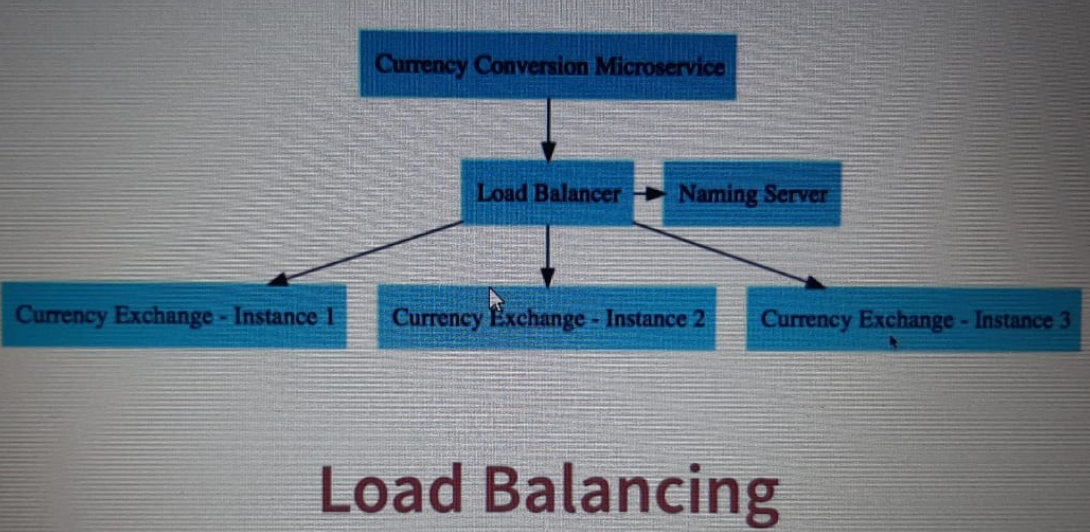 Currency Conversion Microservice
Load Balancer
Naming Server
Currency Exchange - Instance 1
Currency Exchange - Instance 2
Currency Exchange - Instance 3
Load Balancing